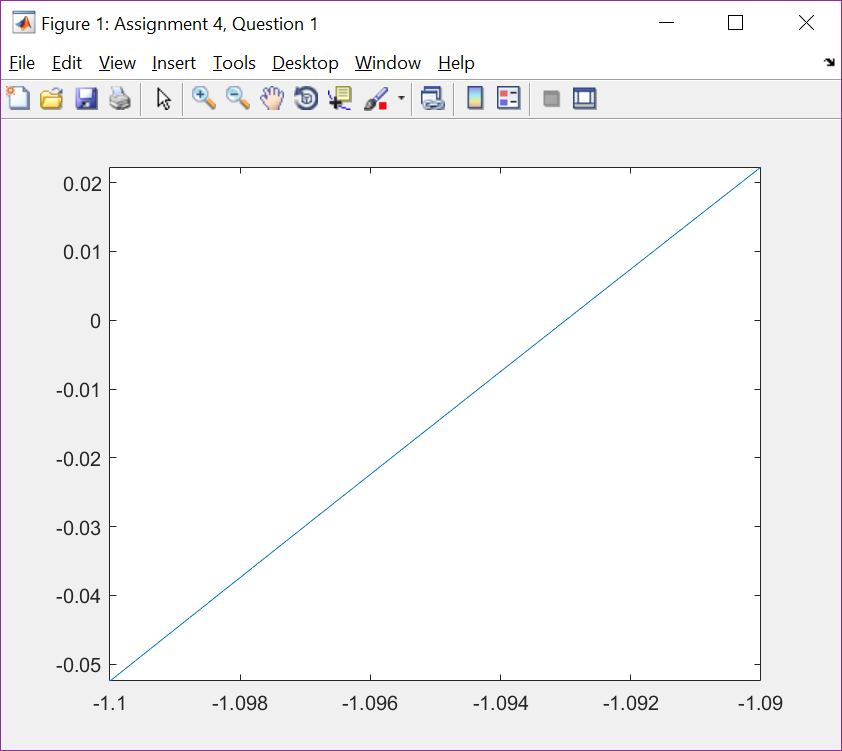 Figure 1: Assignment 4, Question 1
File Edit View Insert Tools Desktop Window Help
0.02
0.01
0
-0.01
-0.02
-0.03
-0.04
-0.05
-1.1 -1.098 -1.096 -1.094 -1.092 -1.09